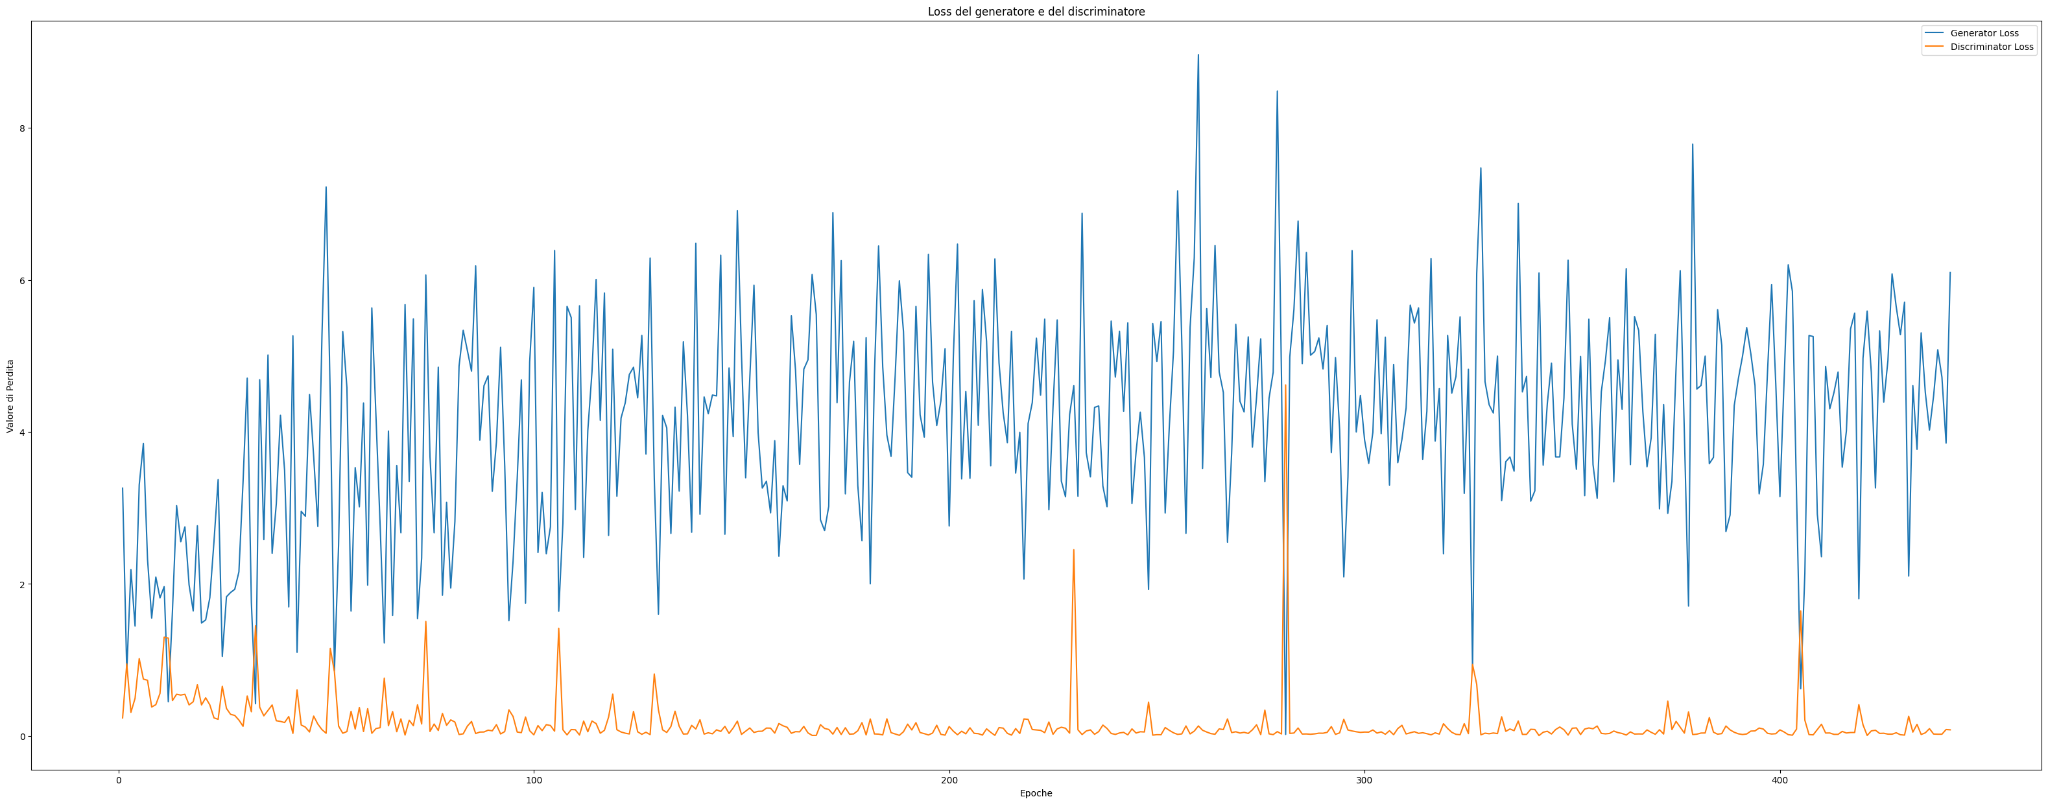 Loss del generatore e del discriminatore
Generator Loss
Discriminator Loss
Valore di Perdita
8
6
4
2
0
0
100
200
300
400
Epoche